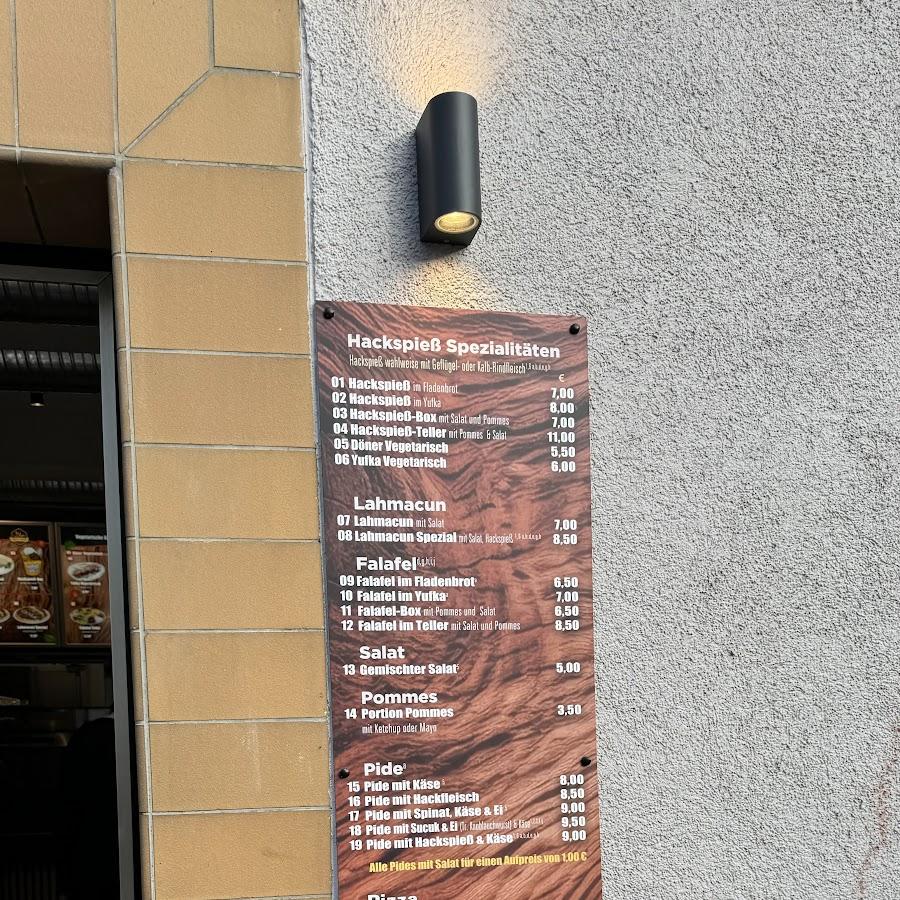 Hackspieß Spezialitäten
Hackspieß wahlweise mit Geflügel- oder Kalb-Rindfleisch
€
01 Hackspieß im Fladenbrot 7,00
02 Hackspieß im Yufka 8,00
03 Hackspieß-Box mit Salat und Pommes 7,00
04 Hackspieß-Teller mit Pommes & Salat 11,00
05 Döner Vegetarisch 5,50
06 Yufka Vegetarisch 6,00
Lahmacun
07 Lahmacun mit Salat 7,00
08 Lahmacun Spezial mit Salat, Hackspieß 8,50
Falafel
09 Falafel im Fladenbrot 6,50
10 Falafel im Yufka 7,00
11 Falafel-Box mit Pommes und Salat 6,50
12 Falafel im Teller mit Salat und Pommes 8,50
Salat
13 Gemischter Salat 5,00
Pommes
14 Portion Pommes 3,50
mit Ketchup oder Mayo
Pide
15 Pide mit Käse 8,00
16 Pide mit Hackfleisch 8,50
17 Pide mit Spinat, Käse & Ei 9,00
18 Pide mit Sucuk & Ei (Tr. Knoblauchwurst) & Käse 9,50
19 Pide mit Hackspieß & Käse 9,00
Alle Pides mit Salat für einen Aufpreis von 1,00 €
Pizza